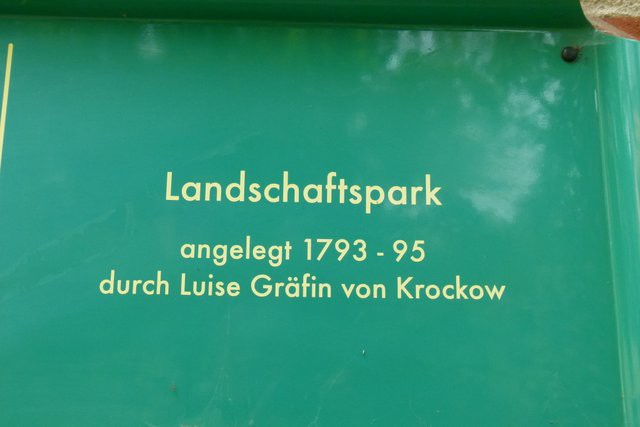 Landschaftspark
angelegt 1793 - 95
durch Luise Gräfin von Krockow